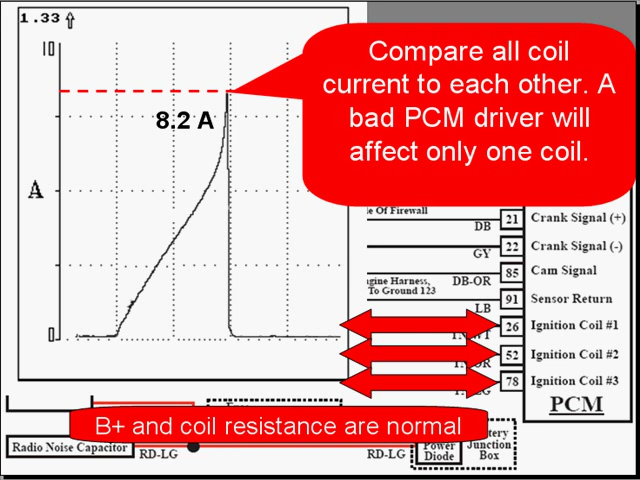 1.33
10
Compare all coil
current to each other. A
bad PCM driver will
affect only one coil.
8.2 A
A
0
le Of Firewall
DB
21
Crank Signal (+)
GY
22
Crank Signal (-)
85
Cam Signal
ngine Harness,
To Ground 123
DB-OR
91
Sensor Return
LB
26
Ignition Coil #1
52
Ignition Coil #2
78
Ignition Coil #3
PCM
B+ and coil resistance are normal
Radio Noise Capacitor
RD-LG
RD-LG
Power
Diode
ttery
Junction
Box